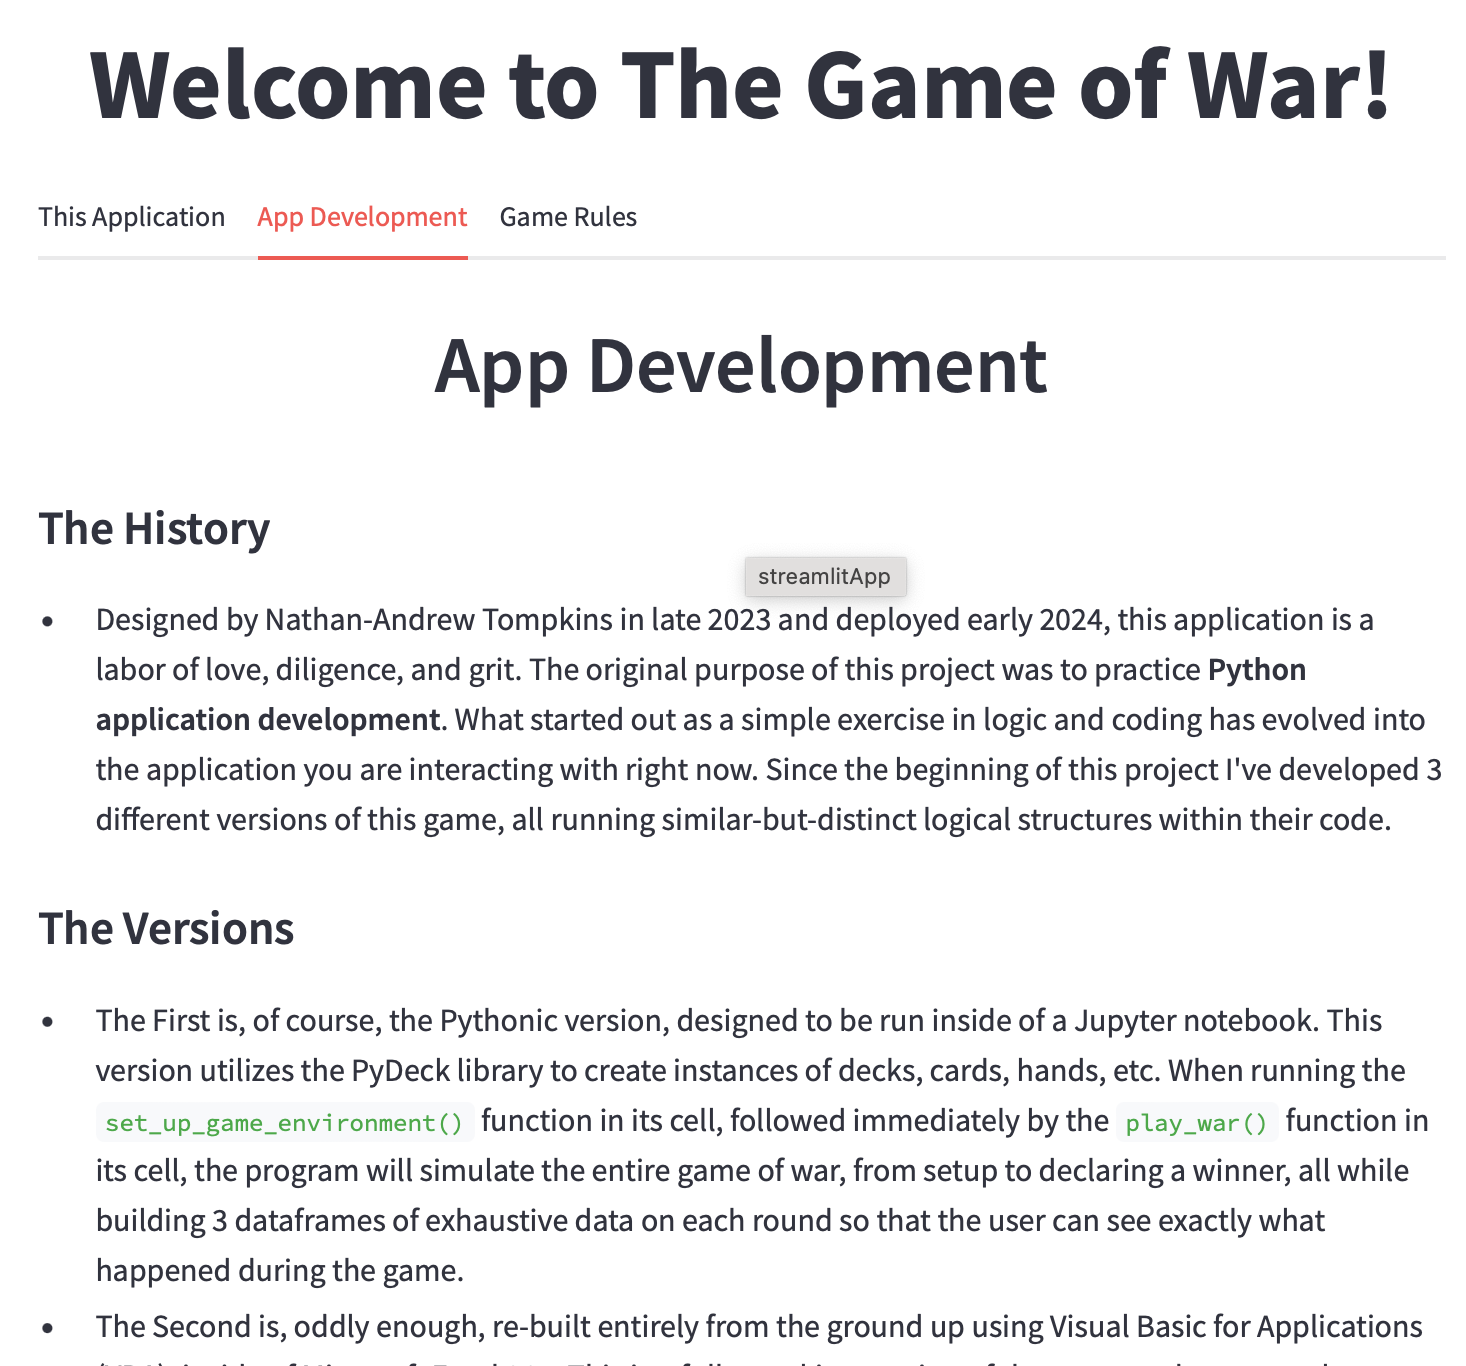 Welcome to The Game of War!
This Application App Development Game Rules
App Development
The History
streamlitApp
• Designed by Nathan-Andrew Tompkins in late 2023 and deployed early 2024, this application is a
labor of love, diligence, and grit. The original purpose of this project was to practice Python
application development. What started out as a simple exercise in logic and coding has evolved into
the application you are interacting with right now. Since the beginning of this project I've developed 3
different versions of this game, all running similar-but-distinct logical structures within their code.
The Versions
• The First is, of course, the Pythonic version, designed to be run inside of a Jupyter notebook. This
version utilizes the PyDeck library to create instances of decks, cards, hands, etc. When running the
set_up_game_environment() function in its cell, followed immediately by the play_war() function in
its cell, the program will simulate the entire game of war, from setup to declaring a winner, all while
building 3 dataframes of exhaustive data on each round so that the user can see exactly what
happened during the game.
• The Second is, oddly enough, re-built entirely from the ground up using Visual Basic for Applications